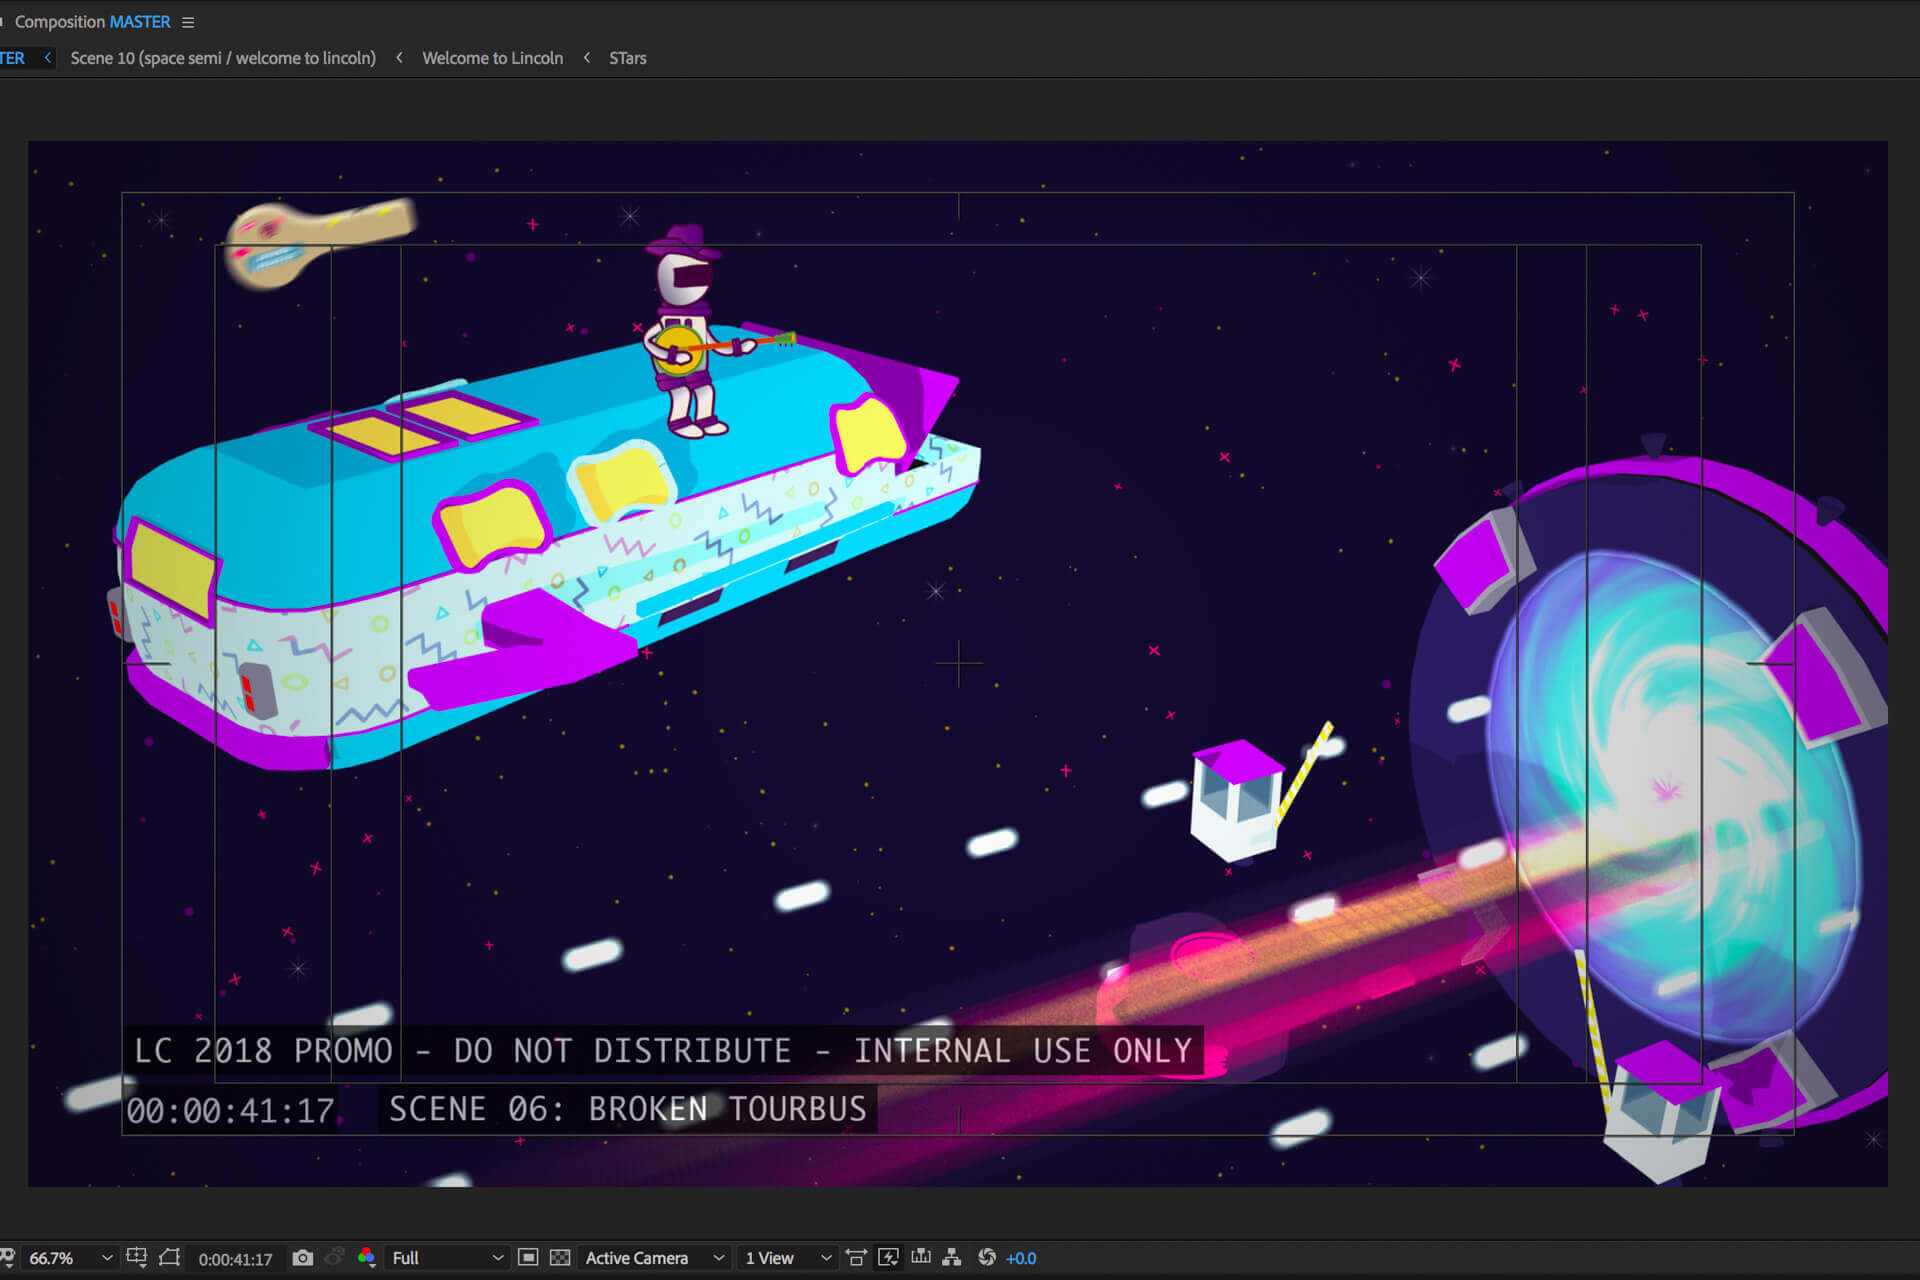 Composition MASTER
TER Scene 10 (space semi / welcome to lincoln) Welcome to Lincoln STars
LC 2018 PROMO - DO NOT DISTRIBUTE - INTERNAL USE ONLY
00:00:41:17 SCENE 06: BROKEN TOURBUS
66.7% 0:00:41:17 Full Active Camera 1 View +0.0